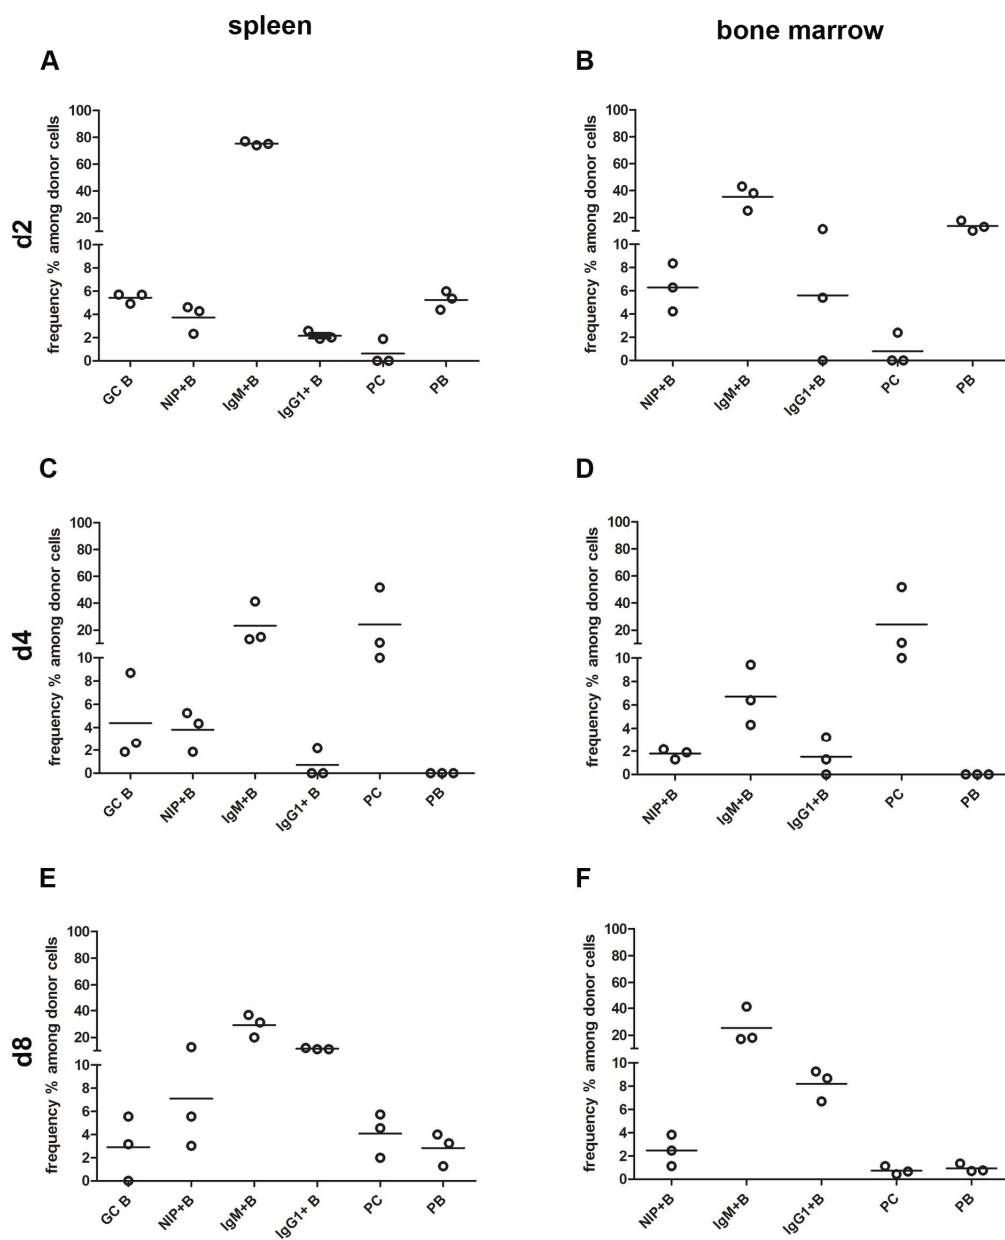 spleen
bone marrow
A
B
d2
frequency % among donor cells
100
80
60
40
20
10
8
6
4
2
0
GC B
NIP+B
IgM+B
IgG1+ B
PC
PB
frequency % among donor cells
100
80
60
40
20
10
8
6
4
2
0
NIP+B
IgM+B
IgG1+B
PC
PB
C
D
d4
frequency % among donor cells
100
80
60
40
20
10
8
6
4
2
0
GC B
NIP+B
IgM+B
IgG1+ B
PC
PB
frequency % among donor cells
100
80
60
40
20
10
8
6
4
2
0
NIP+B
IgM+B
IgG1+B
PC
PB
E
F
d8
frequency % among donor cells
100
80
60
40
20
10
8
6
4
2
0
GC B
NIP+B
IgM+B
IgG1+ B
PC
PB
frequency % among donor cells
100
80
60
40
20
10
8
6
4
2
0
NIP+B
IgM+B
IgG1+B
PC
PB